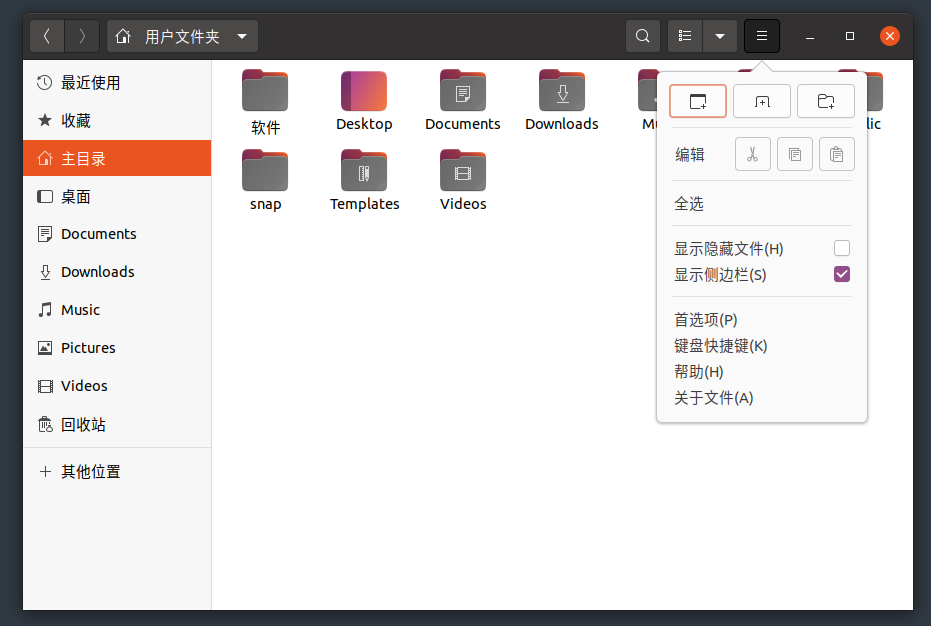 用户文件夹
最近使用
收藏
主目录
桌面
Documents
Downloads
Music
Pictures
Videos
回收站
其他位置
软件
Desktop
Documents
Downloads
snap
Templates
Videos
编辑
全选
显示隐藏文件(H)
显示侧边栏(S)
首选项(P)
键盘快捷键(K)
帮助(H)
关于文件(A)